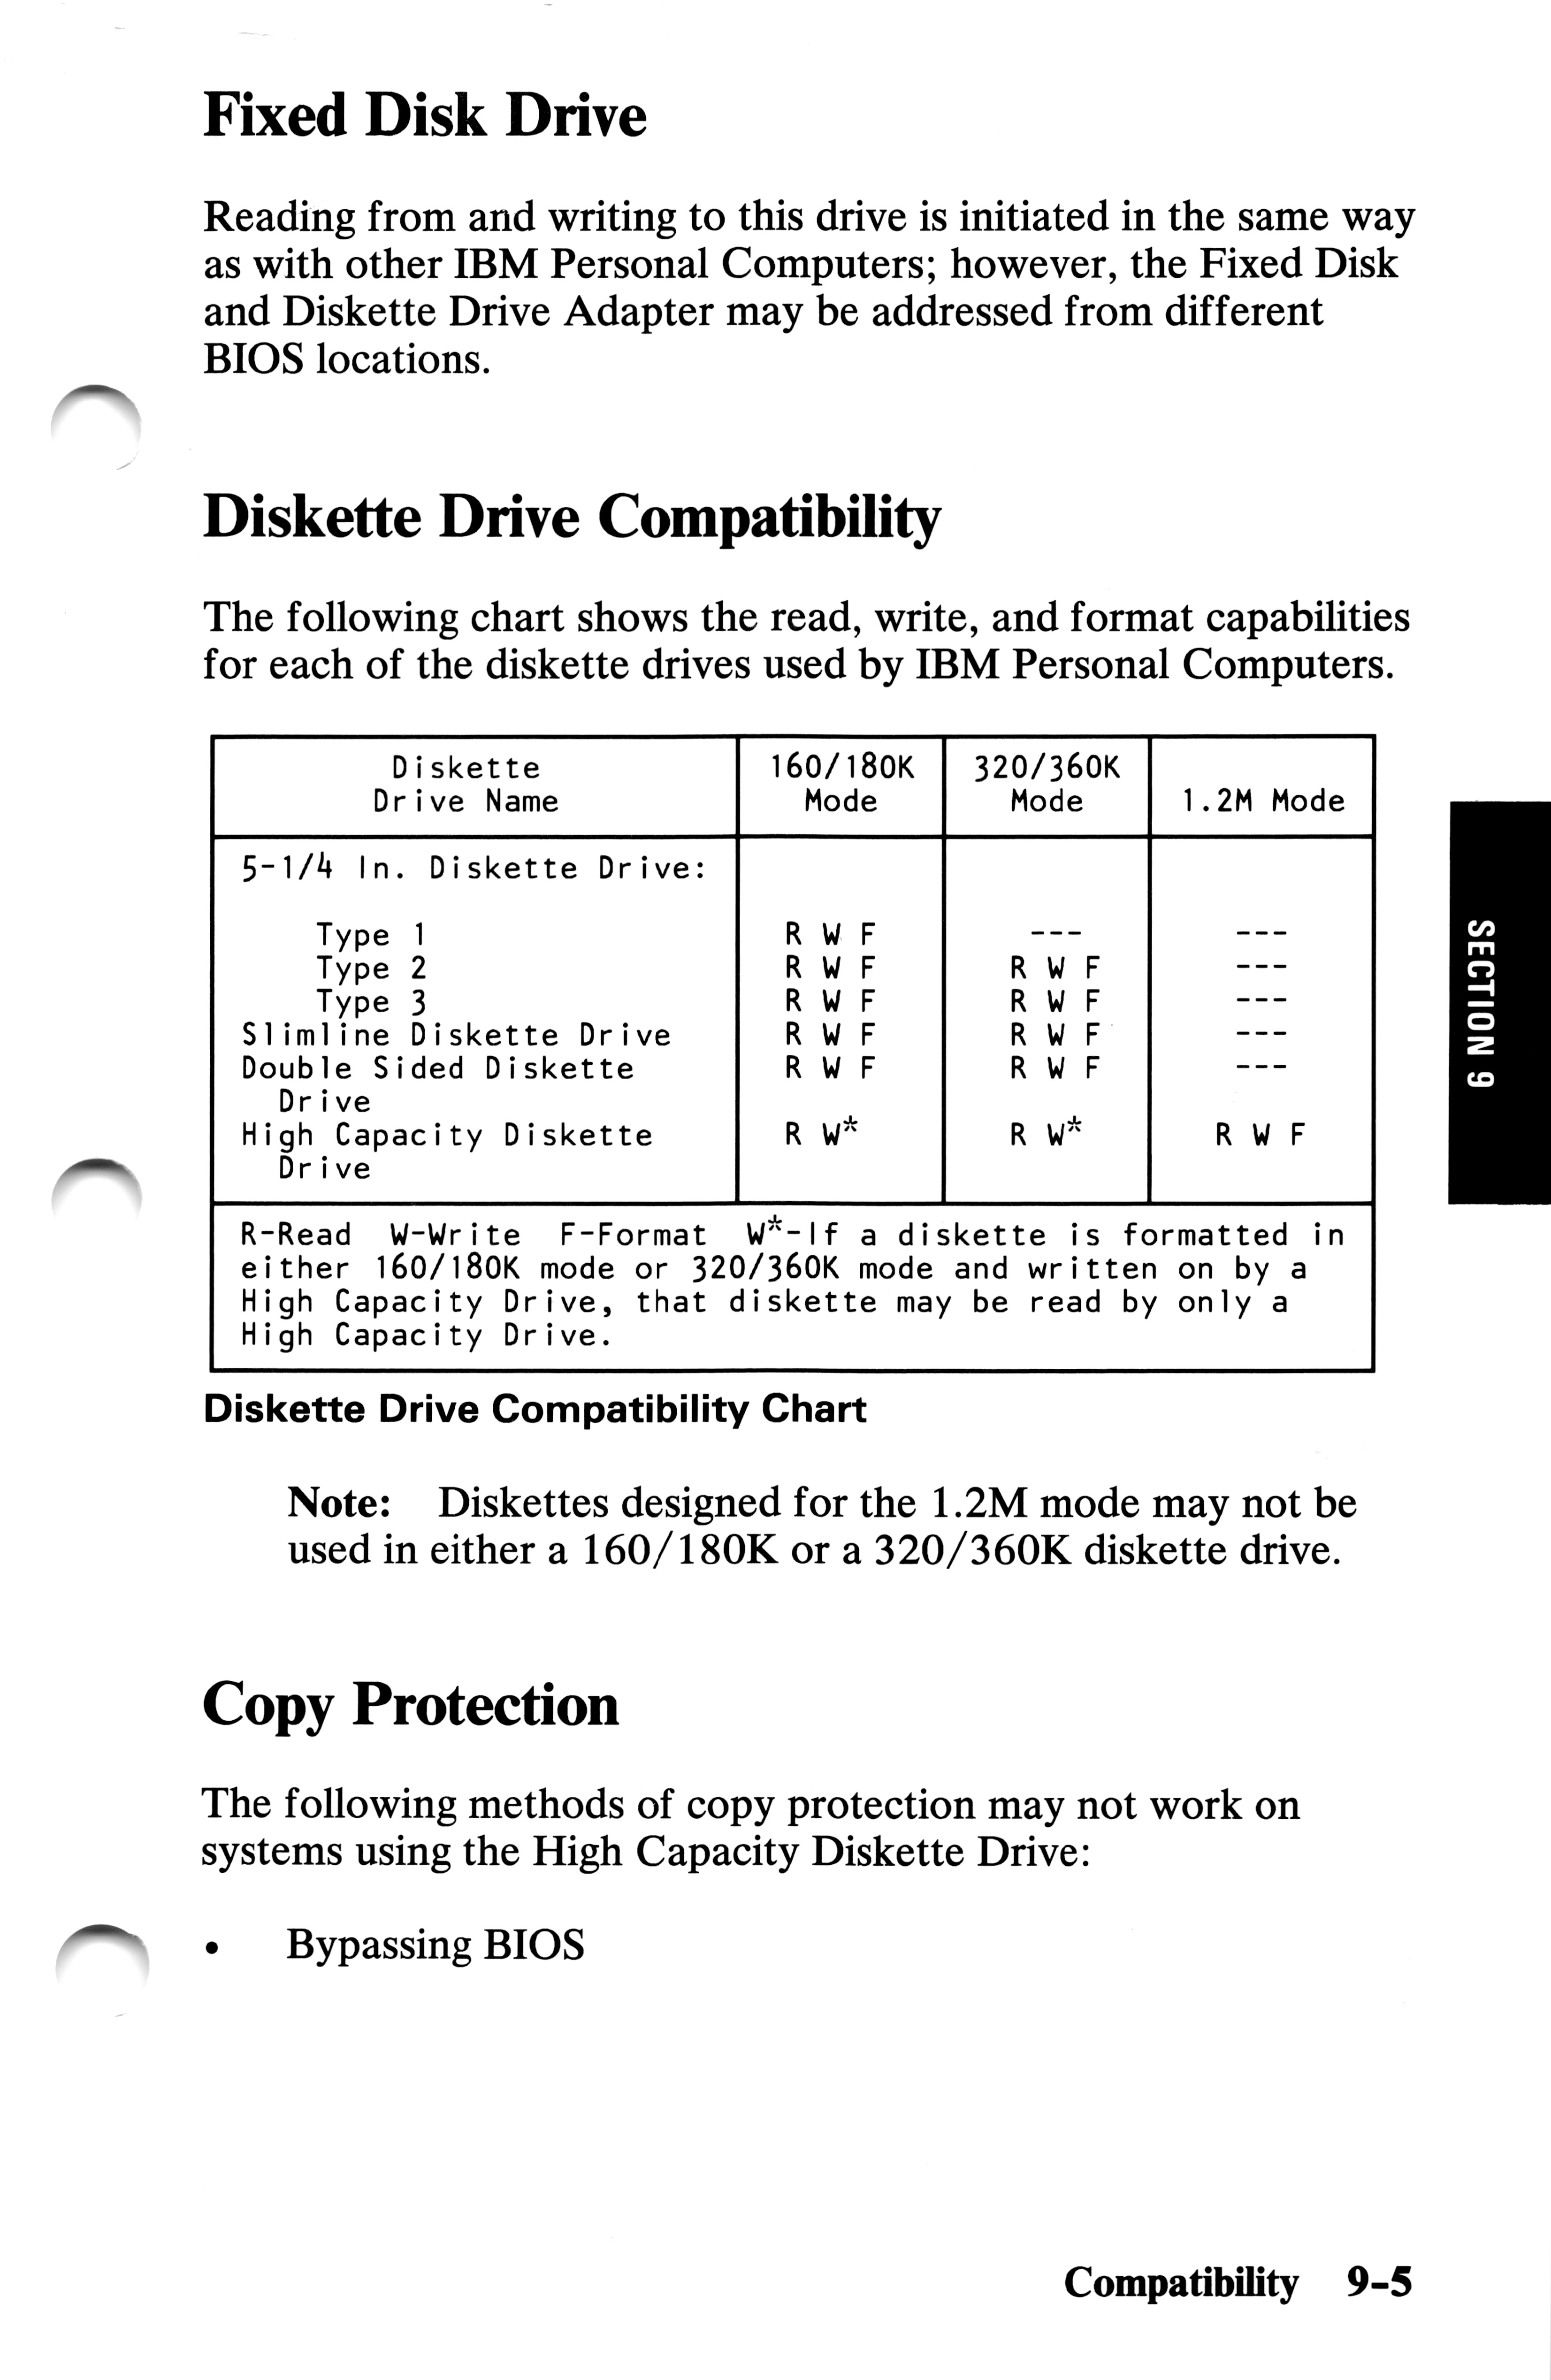 Fixed Disk Drive
Reading from and writing to this drive is initiated in the same way
as with other IBM Personal Computers; however, the Fixed Disk
and Diskette Drive Adapter may be addressed from different
BIOS locations.
Diskette Drive Compatibility
The following chart shows the read, write, and format capabilities
for each of the diskette drives used by IBM Personal Computers.
Diskette 160/180K 320/360K
Drive Name Mode Mode 1.2M Mode
5-1/4 In. Diskette Drive:
Type 1 R W F --- ---
Type 2 R W F R W F ---
Type 3 R W F R W F ---
Slimline Diskette Drive R W F R W F ---
Double Sided Diskette R W F R W F ---
Drive
High Capacity Diskette R W* R W* R W F
Drive
R-Read W-Write F-Format W*-If a diskette is formatted in
either 160/180K mode or 320/360K mode and written on by a
High Capacity Drive, that diskette may be read by only a
High Capacity Drive.
Diskette Drive Compatibility Chart
Note: Diskettes designed for the 1.2M mode may not be
used in either a 160/180K or a 320/360K diskette drive.
Copy Protection
The following methods of copy protection may not work on
systems using the High Capacity Diskette Drive:
• Bypassing BIOS
SECTION 9
Compatibility 9-5